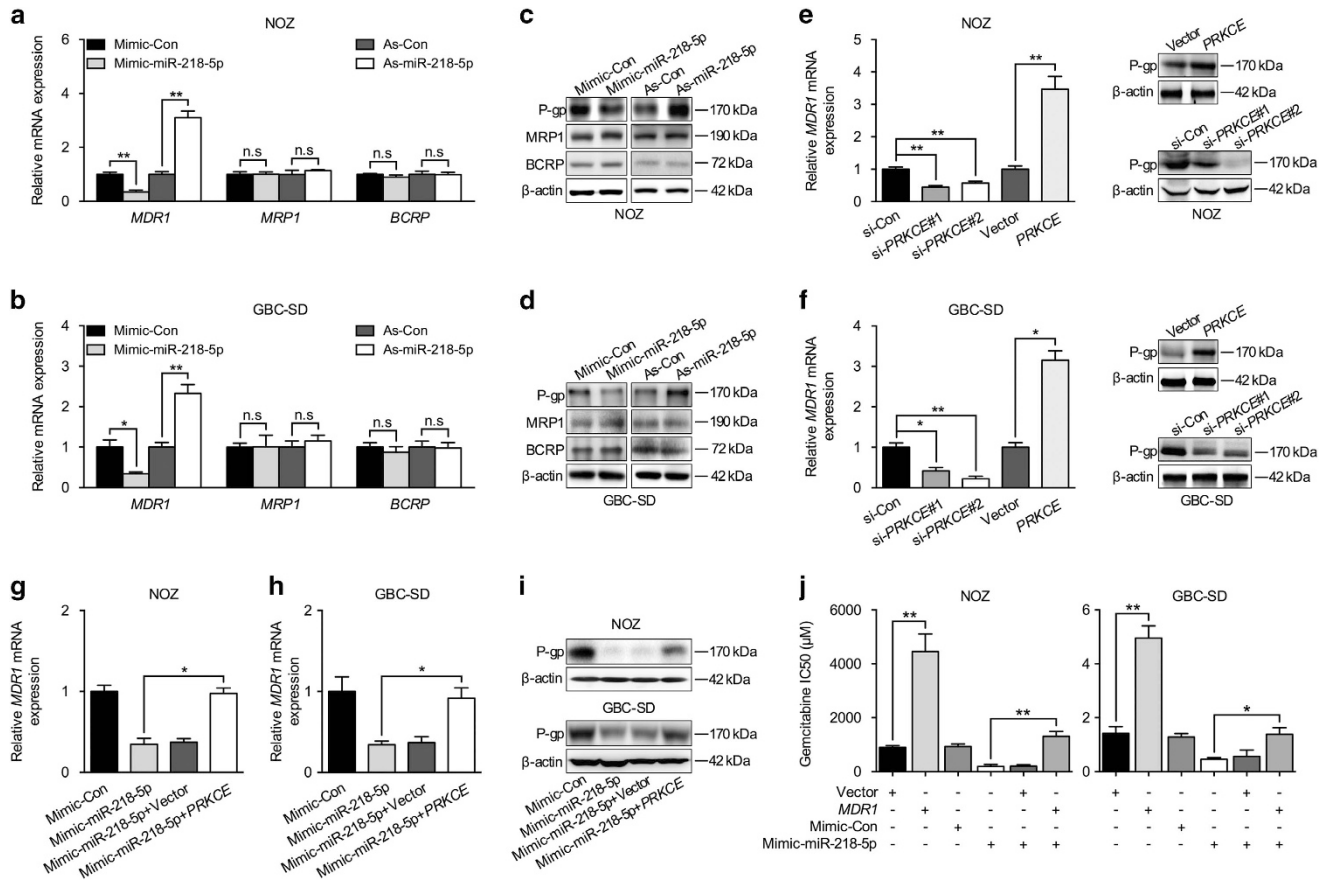 a
NOZ
Relative mRNA expression
6
4
2
1
0
Mimic-Con
Mimic-miR-218-5p
As-Con
As-miR-218-5p
**
**
n.s
n.s
n.s
n.s
MDR1
MRP1
BCRP
c
Mimic-Con
Mimic-miR-218-5p
As-Con
As-miR-218-5p
P-gp
170 kDa
MRP1
190 kDa
BCRP
72 kDa
β-actin
42 kDa
NOZ
e
NOZ
Relative MDR1 mRNA
expression
5
4
3
2
1
0
**
**
**
si-Con
si-PRKCE#1
si-PRKCE#2
Vector
PRKCE
Vector
PRKCE
P-gp
170 kDa
β-actin
42 kDa
si-Con
si-PRKCE#1
si-PRKCE#2
P-gp
170 kDa
β-actin
42 kDa
NOZ
b
GBC-SD
Relative mRNA expression
4
3
2
1
0
Mimic-Con
Mimic-miR-218-5p
As-Con
As-miR-218-5p
*
**
n.s
n.s
n.s
n.s
MDR1
MRP1
BCRP
d
Mimic-Con
Mimic-miR-218-5p
As-Con
As-miR-218-5p
P-gp
170 kDa
MRP1
190 kDa
BCRP
72 kDa
β-actin
42 kDa
GBC-SD
f
GBC-SD
Relative MDR1 mRNA
expression
4
3
2
1
0
*
**
*
si-Con
si-PRKCE#1
si-PRKCE#2
Vector
PRKCE
Vector
PRKCE
P-gp
170 kDa
β-actin
42 kDa
si-Con
si-PRKCE#1
si-PRKCE#2
P-gp
170 kDa
β-actin
42 kDa
GBC-SD
g
NOZ
Relative MDR1 mRNA
expression
2
1
0
*
Mimic-Con
Mimic-miR-218-5p
Mimic-miR-218-5p+Vector
Mimic-miR-218-5p+PRKCE
h
GBC-SD
Relative MDR1 mRNA
expression
2
1
0
*
Mimic-Con
Mimic-miR-218-5p
Mimic-miR-218-5p+Vector
Mimic-miR-218-5p+PRKCE
i
NOZ
P-gp
170 kDa
β-actin
42 kDa
GBC-SD
P-gp
170 kDa
β-actin
42 kDa
Mimic-Con
Mimic-miR-218-5p
Mimic-miR-218-5p+Vector
Mimic-miR-218-5p+PRKCE
j
NOZ
GBC-SD
Gemcitabine IC50 (μM)
6000
4000
2000
0
**
**
6
4
2
0
**
*
Vector + - - - + - + - - - + -
MDR1 - + - - - + - + - - - +
Mimic-Con - - + - - - - - + - - -
Mimic-miR-218-5p - - - + + + - - - + + +